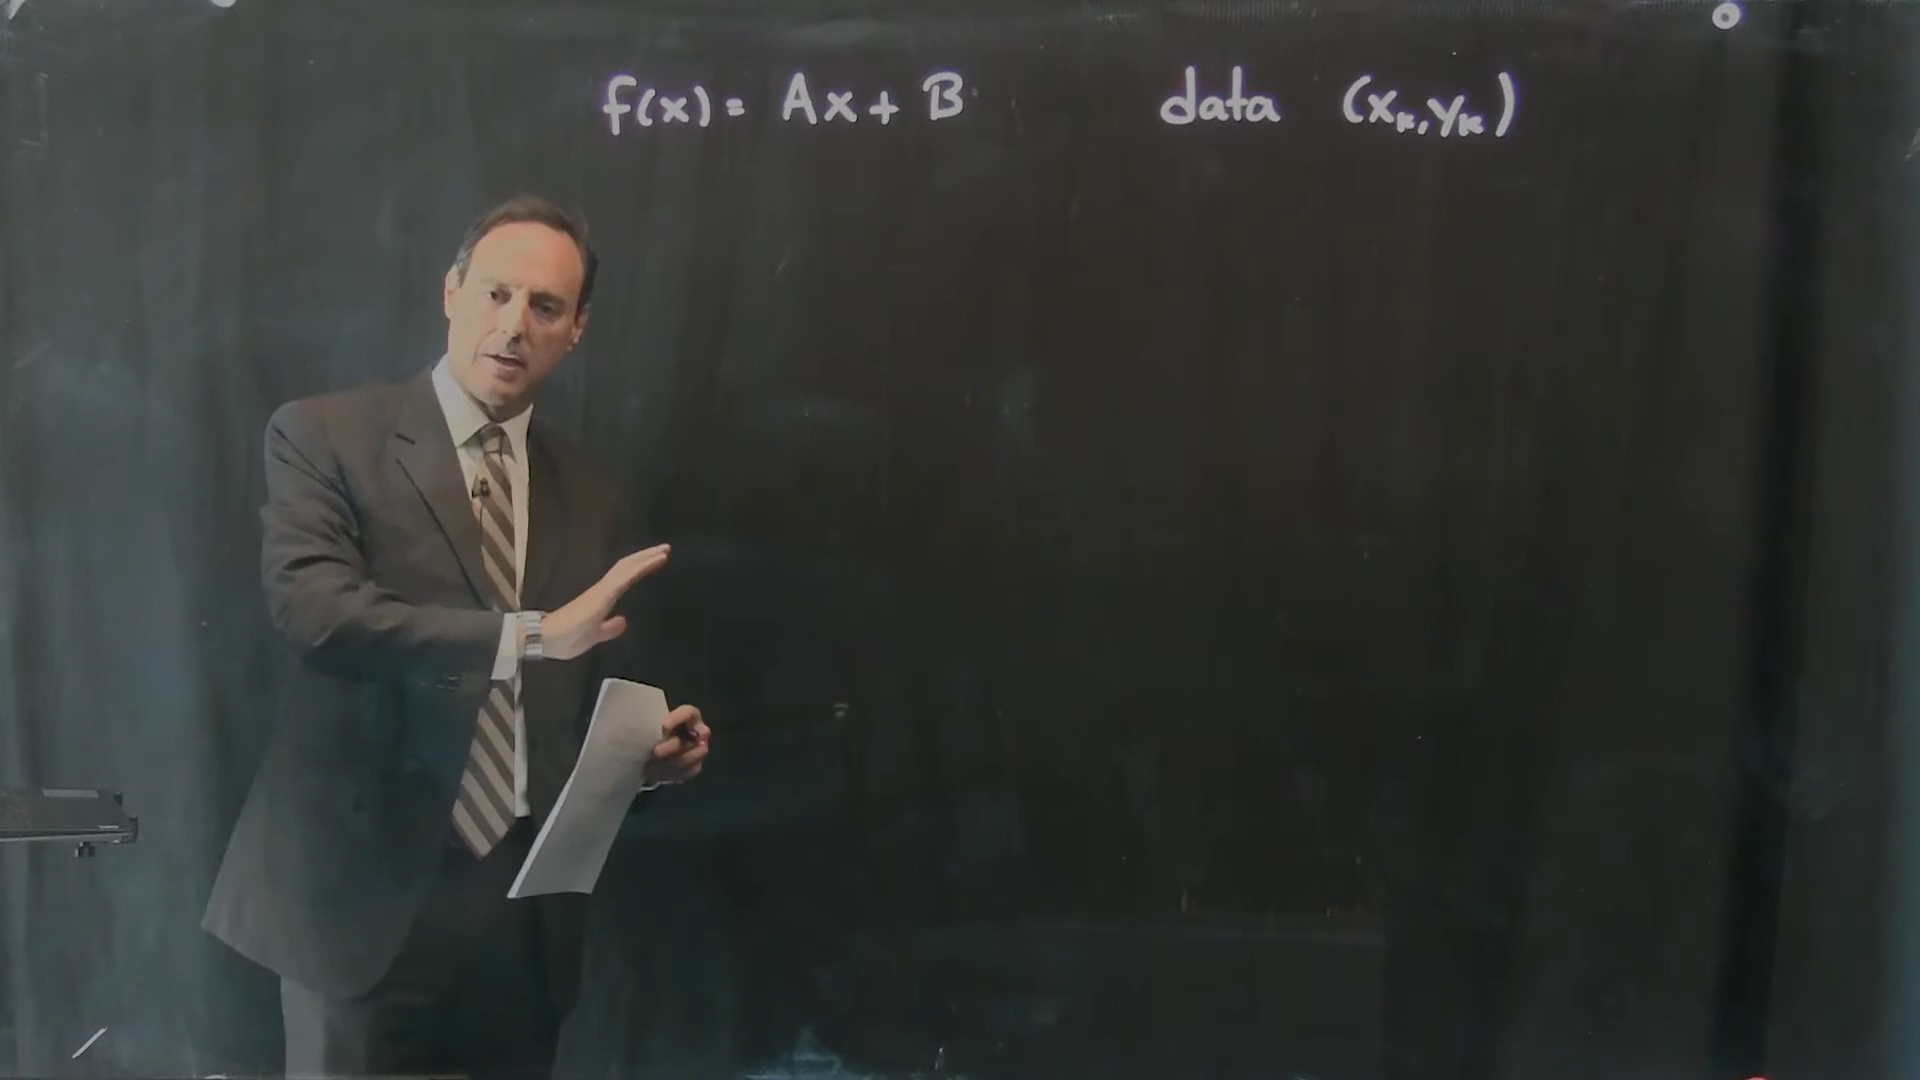 f(x) = Ax + B data (xₖ, yₖ)